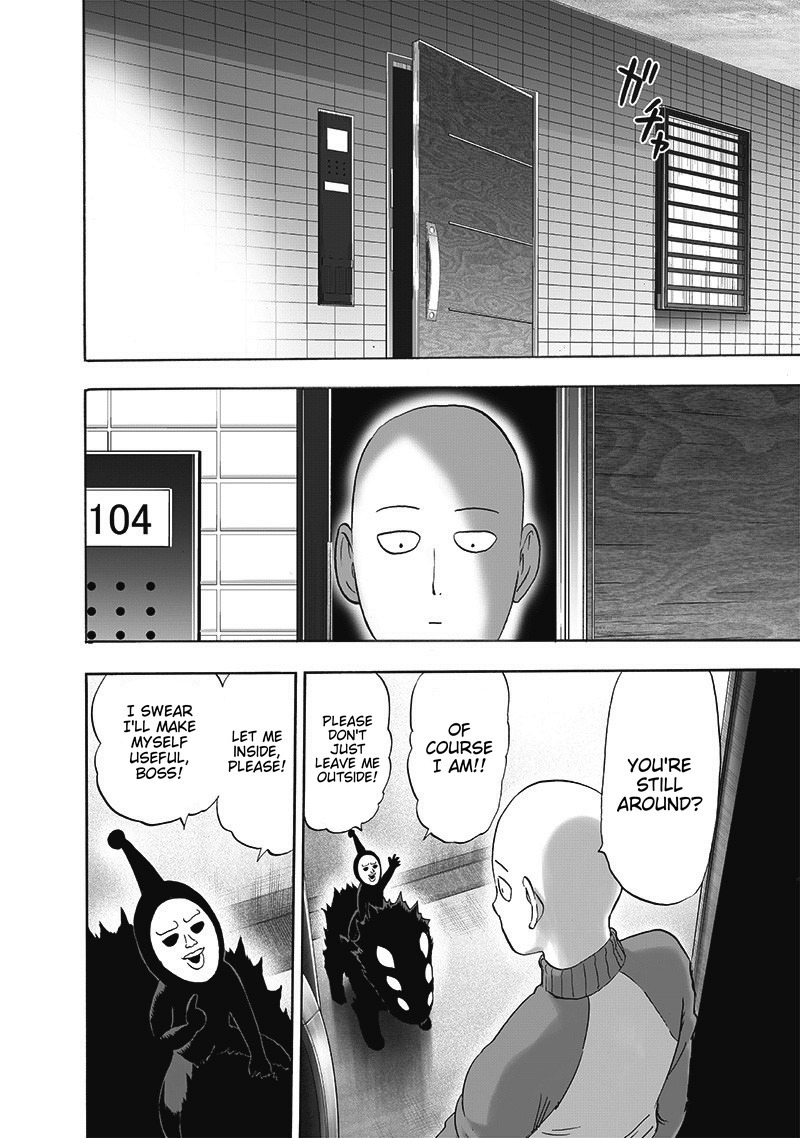 ガチャ
104
YOU'RE
STILL
AROUND?
OF
COURSE
I AM!!
PLEASE
DON'T
JUST
LEAVE ME
OUTSIDE!
LET ME
INSIDE,
PLEASE!
I SWEAR
I'LL MAKE
MYSELF
USEFUL,
BOSS!